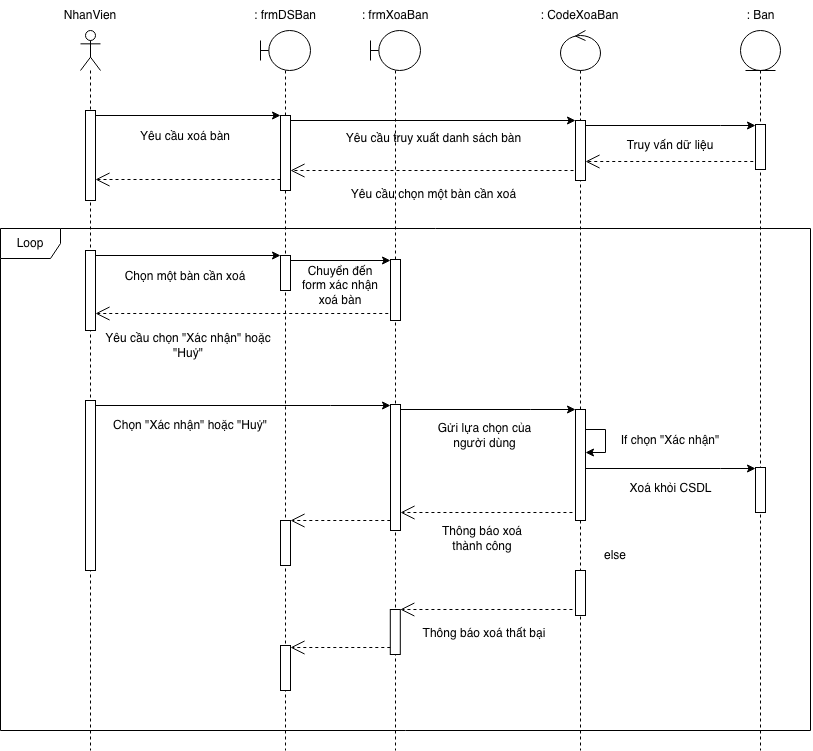 NhanVien
: frmDSBan
: frmXoaBan
: CodeXoaBan
: Ban
Yêu cầu xoá bàn
Yêu cầu truy xuất danh sách bàn
Truy vấn dữ liệu
Yêu cầu chọn một bàn cần xoá
Loop
Chọn một bàn cần xoá
Chuyển đến
form xác nhận
xoá bàn
Yêu cầu chọn "Xác nhận" hoặc
"Huỷ"
Chọn "Xác nhận" hoặc "Huỷ"
Gửi lựa chọn của
người dùng
If chọn "Xác nhận"
Xoá khỏi CSDL
Thông báo xoá
thành công
else
Thông báo xoá thất bại